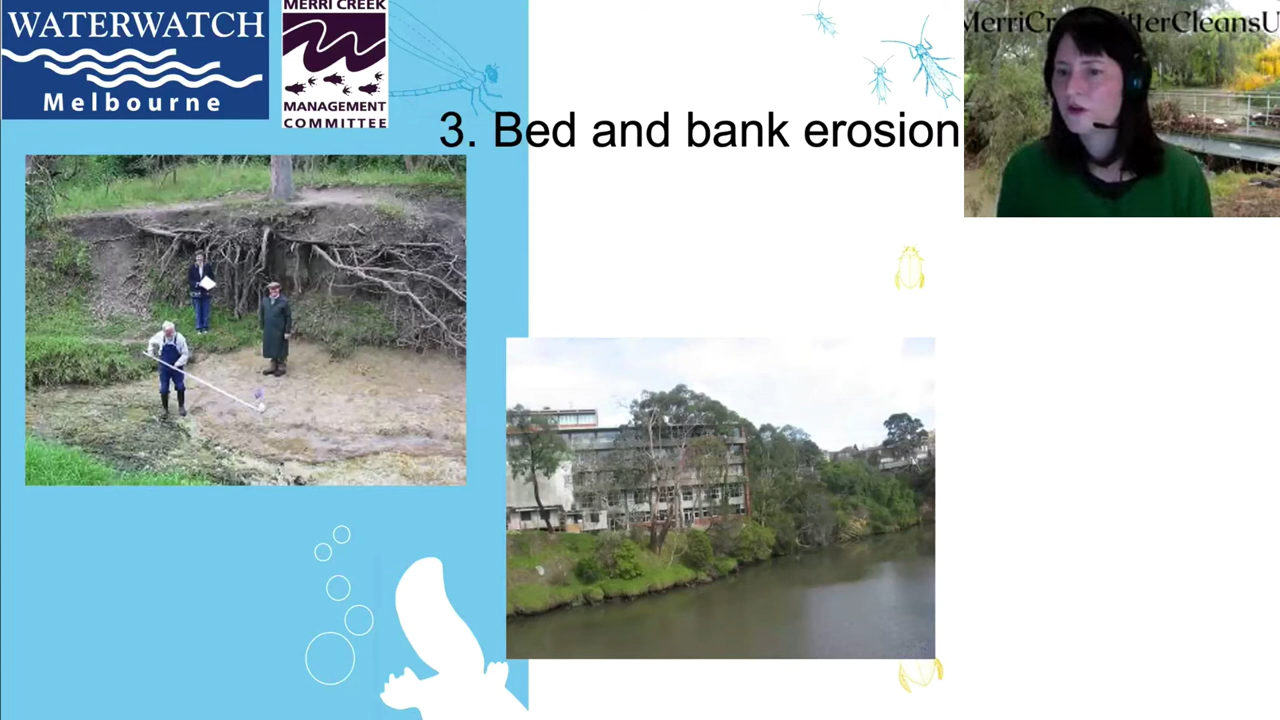 WATERWATCH
Melbourne
MERRI CREEK
MANAGEMENT
COMMITTEE
3. Bed and bank erosion